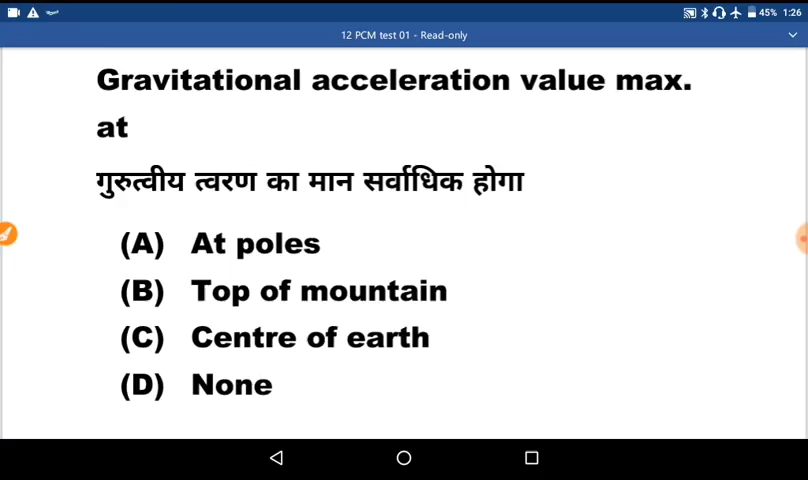 45% 1:26
12 PCM test 01 - Read-only
Gravitational acceleration value max.
at
गुरुत्वीय त्वरण का मान सर्वाधिक होगा
(A) At poles
(B) Top of mountain
(C) Centre of earth
(D) None